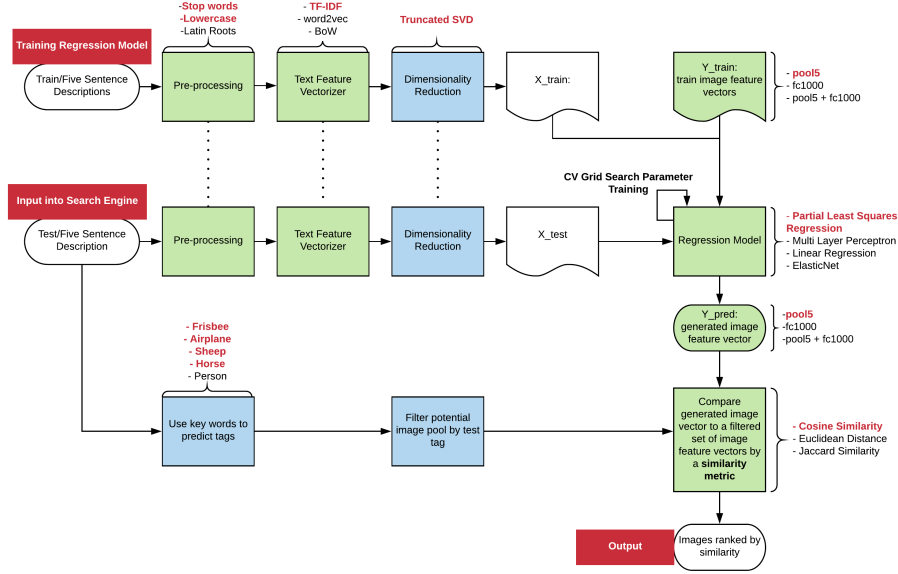 -Stop words
-Lowercase
-Latin Roots
- TF-IDF
- word2vec
- BoW
Truncated SVD
Training Regression Model
Train/Five Sentence
Descriptions
Pre-processing
Text Feature
Vectorizer
Dimensionality
Reduction
X_train:
Y_train:
train image feature
vectors
- pool5
- fc1000
- pool5 + fc1000
CV Grid Search Parameter
Training
Input into Search Engine
Test/Five Sentence
Description
Pre-processing
Text Feature
Vectorizer
Dimensionality
Reduction
X_test
Regression Model
- Partial Least Squares
Regression
- Multi Layer Perceptron
- Linear Regression
- ElasticNet
Y_pred:
generated image
feature vector
-pool5
-fc1000
-pool5 + fc1000
- Frisbee
- Airplane
- Sheep
- Horse
- Person
Use key words to
predict tags
Filter potential
image pool by test
tag
Compare
generated image
vector to a filtered
set of image
feature vectors by
a similarity
metric
- Cosine Similarity
- Euclidean Distance
- Jaccard Similarity
Output
Images ranked by
similarity